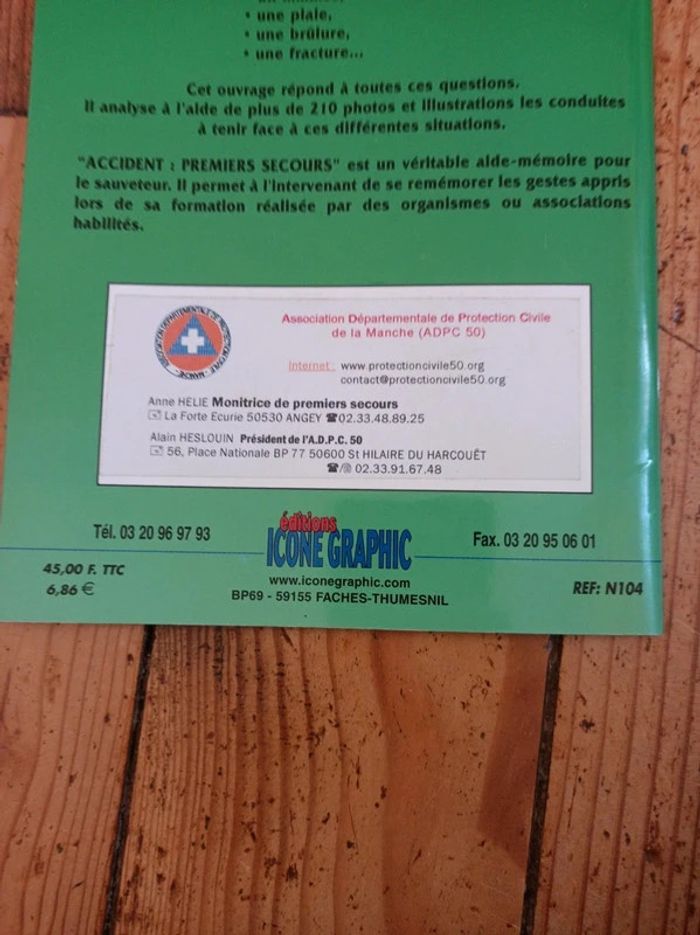 • une plaie,
• une brûlure,
• une fracture...
Cet ouvrage répond à toutes ces questions.
Il analyse à l'aide de plus de 210 photos et illustrations les conduites
à tenir face à ces différentes situations.
"ACCIDENT : PREMIERS SECOURS" est un véritable aide-mémoire pour
le sauveteur. Il permet à l'intervenant de se remémorer les gestes appris
lors de sa formation réalisée par des organismes ou associations
habilités.
Association Départementale de Protection Civile
de la Manche (ADPC 50)
Internet : www.protectioncivile50.org
contact@protectioncivile50.org
Anne HELIE Monitrice de premiers secours
La Forte Ecurie 50530 ANGEY ☎02.33.48.89.25
Alain HESLOUIN Président de l'A.D.P.C. 50
56, Place Nationale BP 77 50600 St HILAIRE DU HARCOUËT
☎/ 02.33.91.67.48
Tél. 03 20 96 97 93
éditions
ICONE GRAPHIC
Fax. 03 20 95 06 01
45,00 F. TTC
6,86 €
www.iconegraphic.com
BP69 - 59155 FACHES-THUMESNIL
REF: N104